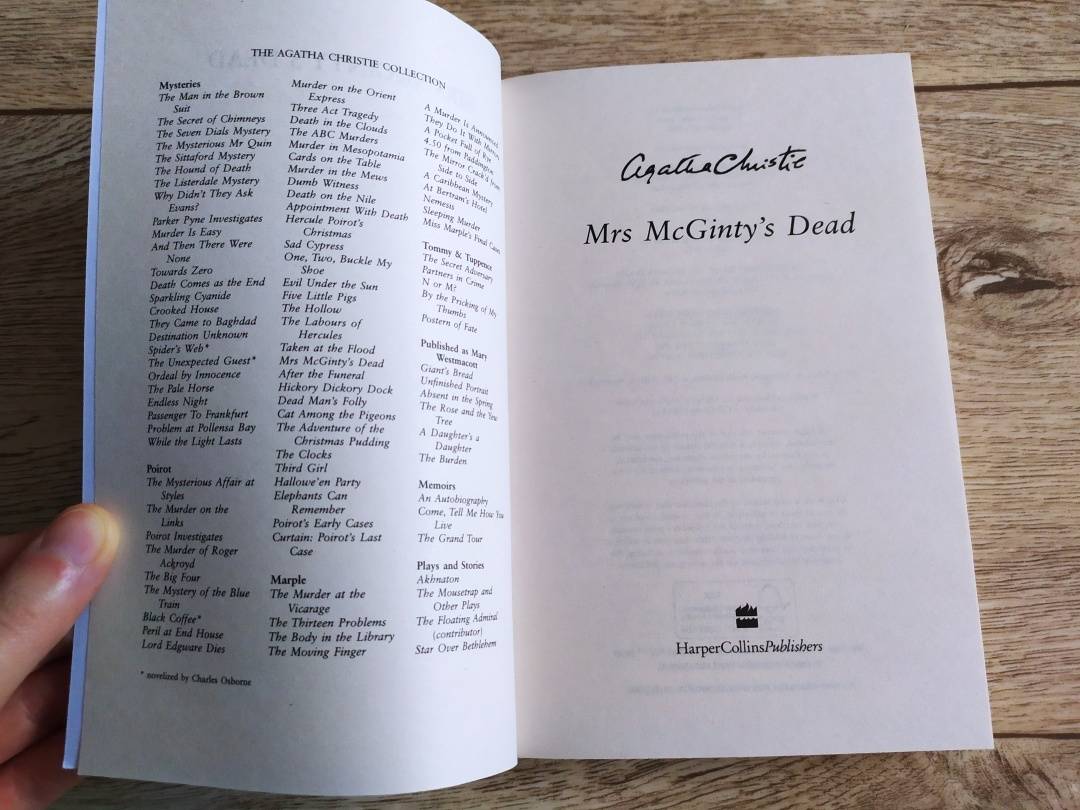 THE AGATHA CHRISTIE COLLECTION
Mysteries
The Man in the Brown
Suit
The Secret of Chimneys
The Seven Dials Mystery
The Mysterious Mr Quin
The Sittaford Mystery
The Hound of Death
The Listerdale Mystery
Why Didn't They Ask
Evans?
Parker Pyne Investigates
Murder Is Easy
And Then There Were
None
Towards Zero
Death Comes as the End
Sparkling Cyanide
Crooked House
They Came to Baghdad
Destination Unknown
Spider's Web*
The Unexpected Guest*
Ordeal by Innocence
The Pale Horse
Endless Night
Passenger To Frankfurt
Problem at Pollensa Bay
While the Light Lasts
Poirot
The Mysterious Affair at
Styles
The Murder on the
Links
Poirot Investigates
The Murder of Roger
Ackroyd
The Big Four
The Mystery of the Blue
Train
Black Coffee*
Peril at End House
Lord Edgware Dies
Murder on the Orient
Express
Three Act Tragedy
Death in the Clouds
The ABC Murders
Murder in Mesopotamia
Cards on the Table
Murder in the Mews
Dumb Witness
Death on the Nile
Appointment With Death
Hercule Poirot's
Christmas
Sad Cypress
One, Two, Buckle My
Shoe
Evil Under the Sun
Five Little Pigs
The Hollow
The Labours of
Hercules
Taken at the Flood
Mrs McGinty's Dead
After the Funeral
Hickory Dickory Dock
Dead Man's Folly
Cat Among the Pigeons
The Adventure of the
Christmas Pudding
The Clocks
Third Girl
Hallowe'en Party
Elephants Can
Remember
Poirot's Early Cases
Curtain: Poirot's Last
Case
Marple
The Murder at the
Vicarage
The Thirteen Problems
The Body in the Library
The Moving Finger
A Murder Is Announced
They Do It With Mirrors
A Pocket Full of Rye
4.50 from Paddington
The Mirror Crack'd from
Side to Side
A Caribbean Mystery
At Bertram's Hotel
Nemesis
Sleeping Murder
Miss Marple's Final Cases
Tommy & Tuppence
The Secret Adversary
Partners in Crime
N or M?
By the Pricking of My
Thumbs
Postern of Fate
Published as Mary
Westmacott
Giant's Bread
Unfinished Portrait
Absent in the Spring
The Rose and the Yew
Tree
A Daughter's a
Daughter
The Burden
Memoirs
An Autobiography
Come, Tell Me How You
Live
The Grand Tour
Plays and Stories
Akhnaton
The Mousetrap and
Other Plays
The Floating Admiral
(contributor)
Star Over Bethlehem
* novelized by Charles Osborne
Agatha Christie
Mrs McGinty's Dead
HarperCollinsPublishers